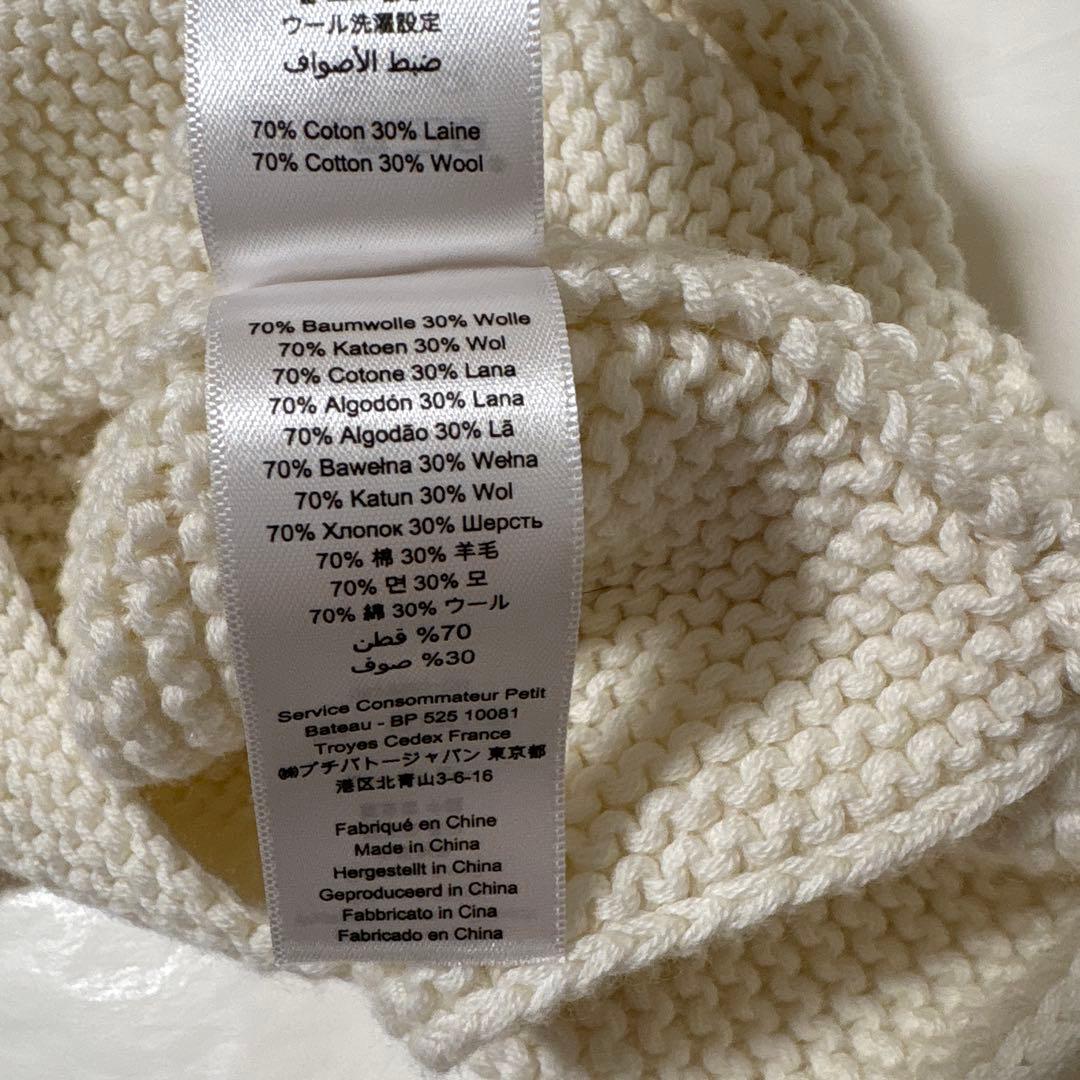 ウール洗濯設定
ضبط الأصواف
70% Coton 30% Laine
70% Cotton 30% Wool
70% Baumwolle 30% Wolle
70% Katoen 30% Wol
70% Cotone 30% Lana
70% Algodón 30% Lana
70% Algodão 30% Lã
70% Bawełna 30% Wełna
70% Katun 30% Wol
70% Хлопок 30% Шерсть
70% 棉 30% 羊毛
70% 면 30% 모
70% 綿 30% ウール
70% قطن
30% صوف
Service Consommateur Petit
Bateau - BP 525 10081
Troyes Cedex France
㈱プチバトージャパン 東京都
港区北青山3-6-16
Fabriqué en Chine
Made in China
Hergestellt in China
Geproduceerd in China
Fabbricato in Cina
Fabricado en China